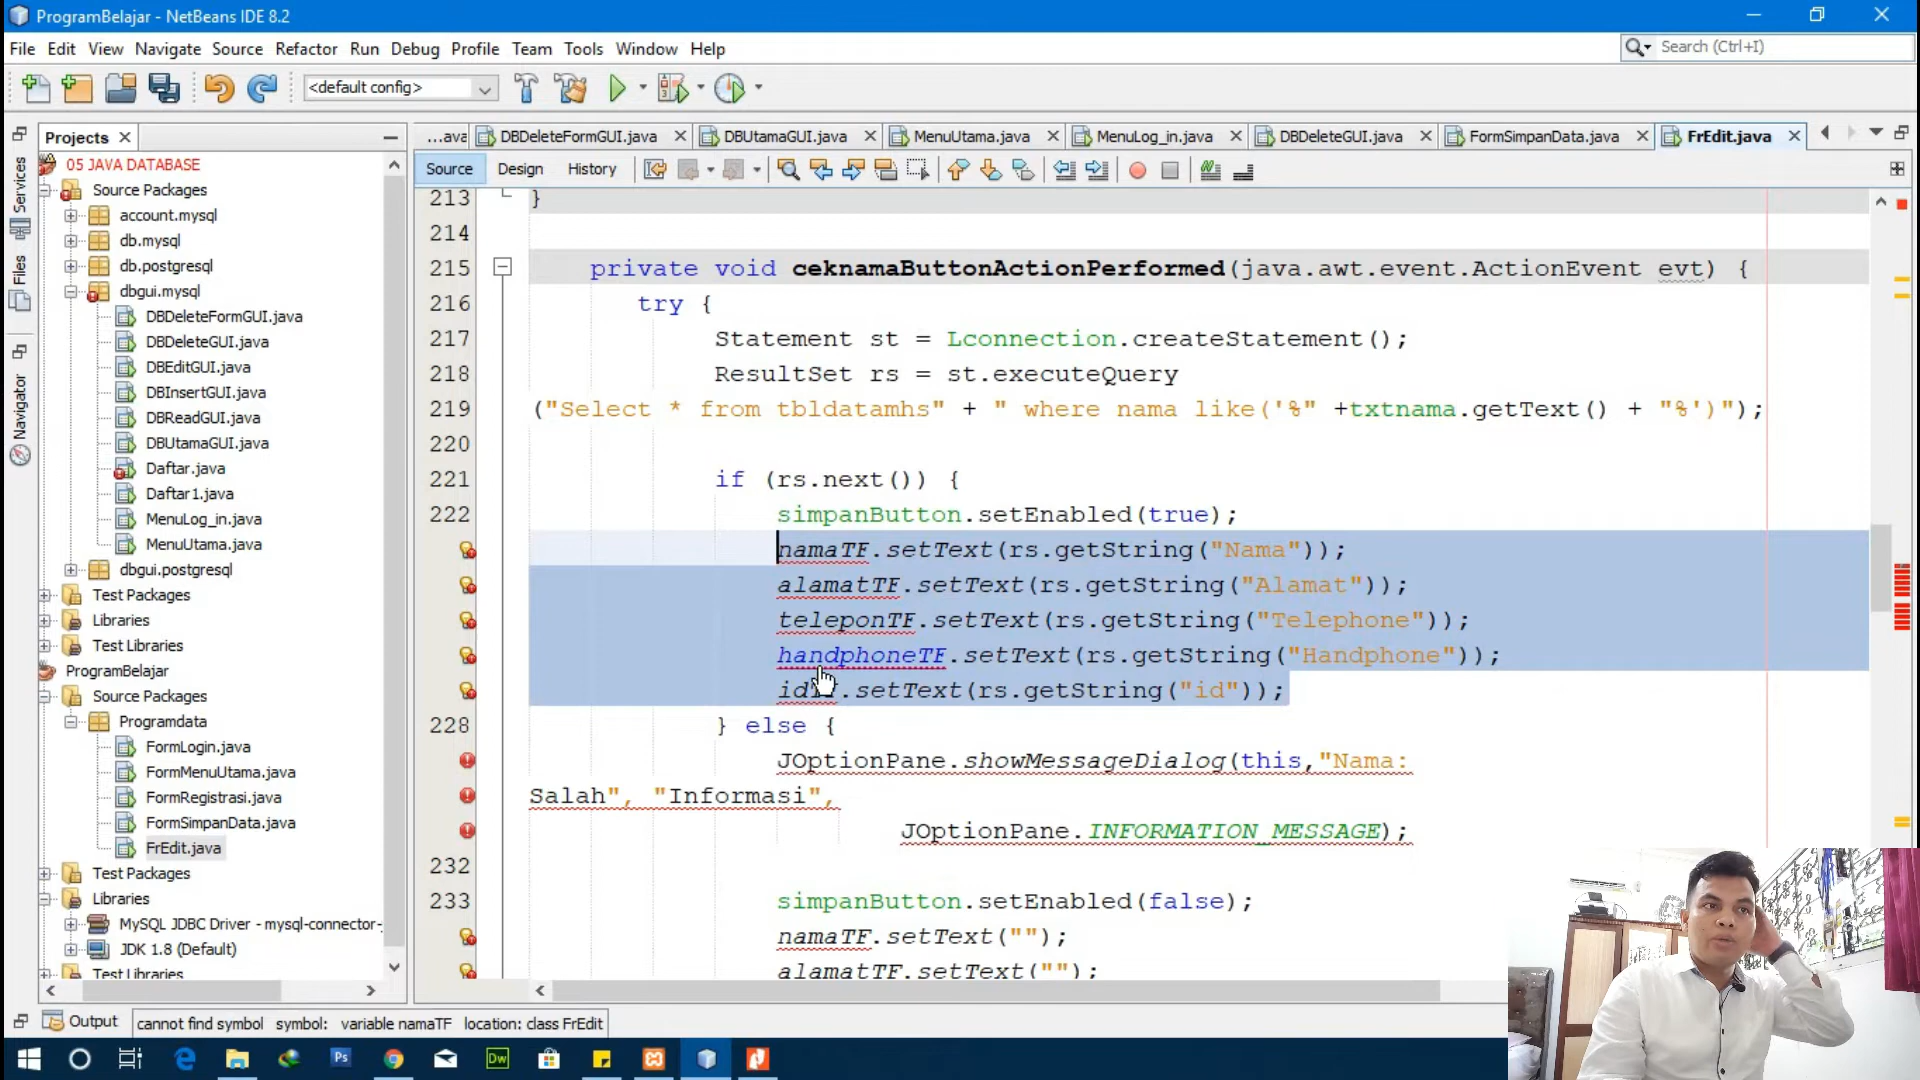 ProgramBelajar - NetBeans IDE 8.2
File Edit View Navigate Source Refactor Run Debug Profile Team Tools Window Help
Search (Ctrl+I)
<default config>
Projects
...ava DBDeleteFormGUI.java DBUtamaGUI.java MenuUtama.java MenuLog_in.java DBDeleteGUI.java FormSimpanData.java FrEdit.java
Source Design History
Services
Files
Navigator
05 JAVA DATABASE
Source Packages
account.mysql
db.mysql
db.postgresql
dbgui.mysql
DBDeleteFormGUI.java
DBDeleteGUI.java
DBEditGUI.java
DBInsertGUI.java
DBReadGUI.java
DBUtamaGUI.java
Daftar.java
Daftar1.java
MenuLog_in.java
MenuUtama.java
dbgui.postgresql
Test Packages
Libraries
Test Libraries
ProgramBelajar
Source Packages
Programdata
FormLogin.java
FormMenuUtama.java
FormRegistrasi.java
FormSimpanData.java
FrEdit.java
Test Packages
Libraries
MySQL JDBC Driver - mysql-connector-
JDK 1.8 (Default)
Test Libraries
213 }
214
215 private void ceknamaButtonActionPerformed(java.awt.event.ActionEvent evt) {
216 try {
217 Statement st = Lconnection.createStatement();
218 ResultSet rs = st.executeQuery
219 ("Select * from tbldatamhs" + " where nama like('%" +txtnama.getText() + "%')");
220
221 if (rs.next()) {
222 simpanButton.setEnabled(true);
namaTF.setText(rs.getString("Nama"));
alamatTF.setText(rs.getString("Alamat"));
teleponTF.setText(rs.getString("Telephone"));
handphoneTF.setText(rs.getString("Handphone"));
idTF.setText(rs.getString("id"));
228 } else {
JOptionPane.showMessageDialog(this,"Nama:
Salah", "Informasi",
JOptionPane.INFORMATION_MESSAGE);
232
233 simpanButton.setEnabled(false);
namaTF.setText("");
alamatTF.setText("");
Output
cannot find symbol symbol: variable namaTF location: class FrEdit
Ps
Dw